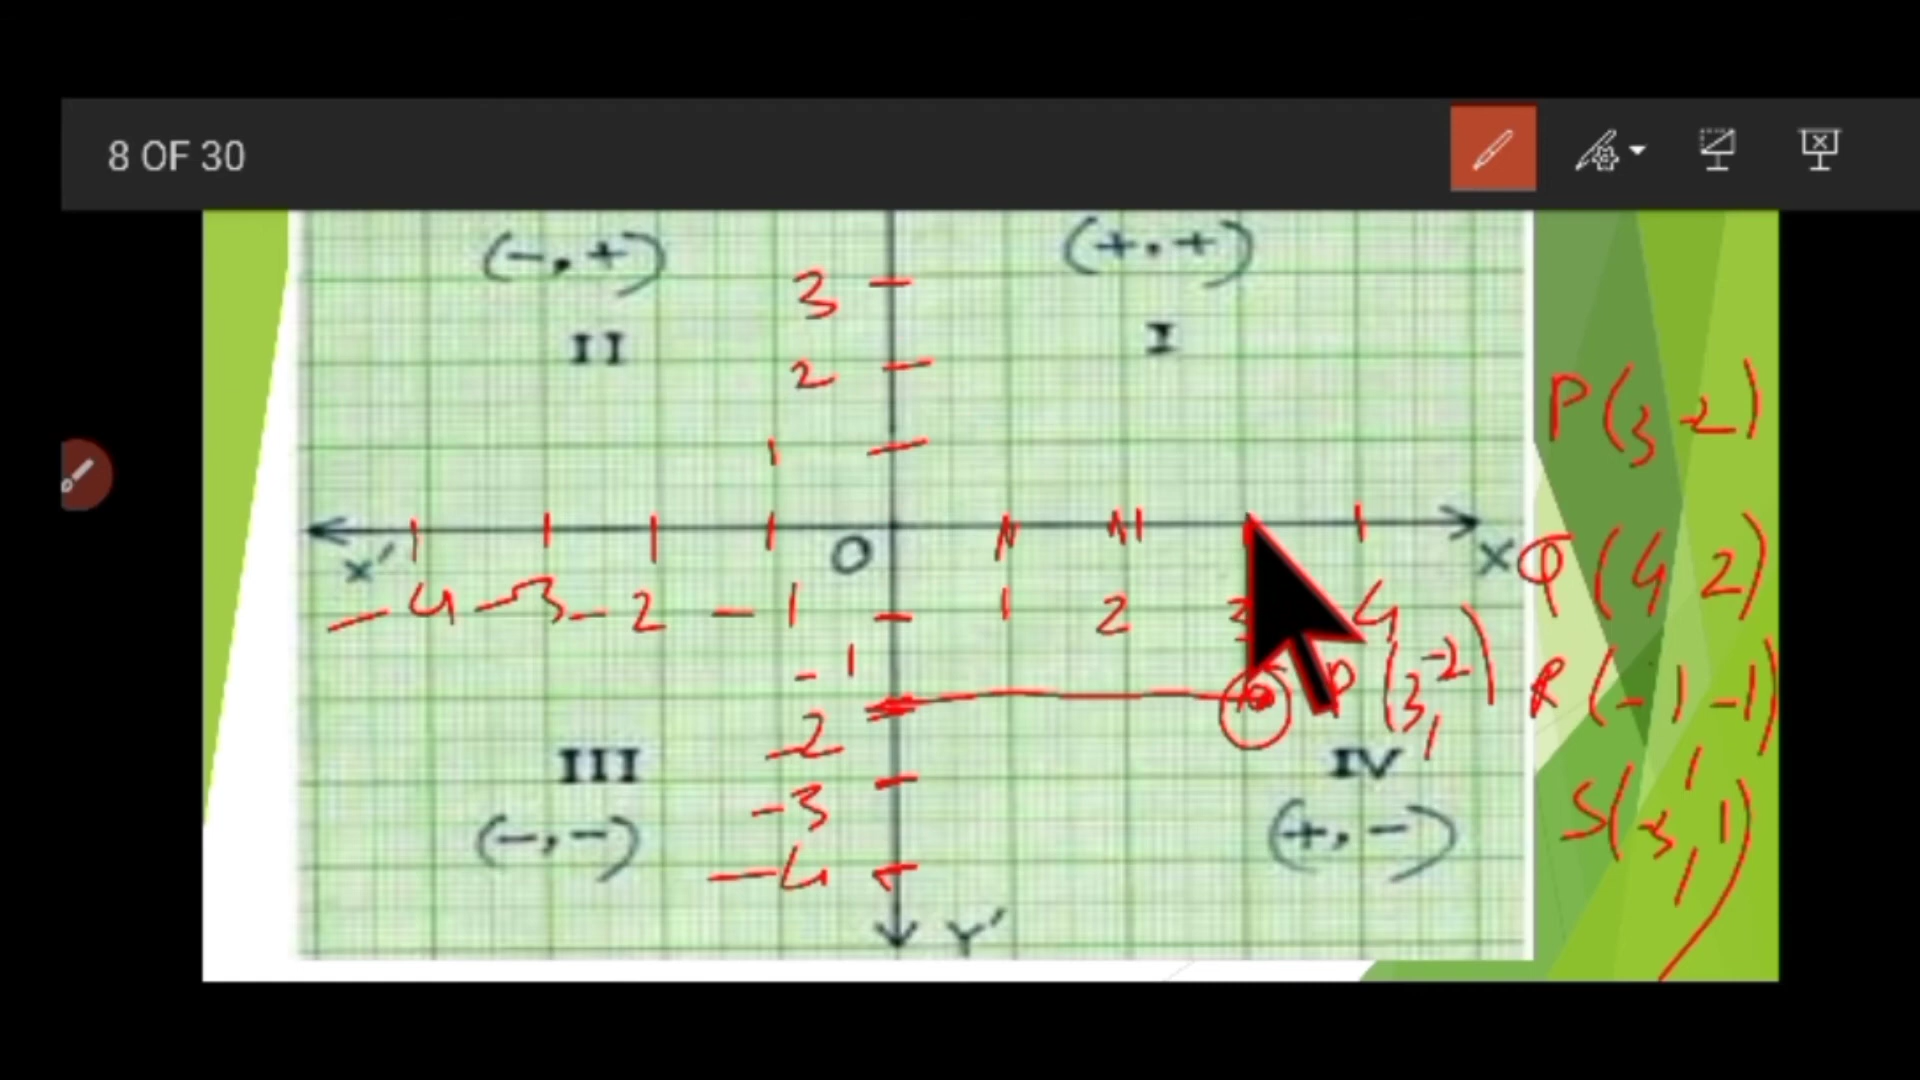 8 OF 30
(-,+)
(+,+)
3
II
I
2
P(3 -2)
1
O
X'
X
Q(4 2)
-4 -3 -2 -1
1 2 3 4
-1
P(3,-2)
R(-1,-1)
-2
III
IV
-3
S(-3,1)
(-,-)
(+,-)
-4
Y'